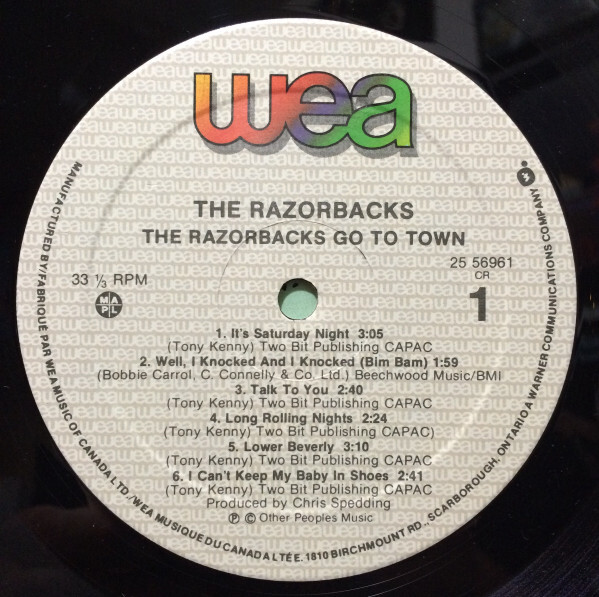 wea
THE RAZORBACKS
THE RAZORBACKS GO TO TOWN
33 ⅓ RPM
25 56961
CR
MAPL
1
1. It's Saturday Night 3:05
(Tony Kenny) Two Bit Publishing CAPAC
2. Well, I Knocked And I Knocked (Bim Bam) 1:59
(Bobbie Carrol, C. Connelly & Co. Ltd.) Beechwood Music/BMI
3. Talk To You 2:40
(Tony Kenny) Two Bit Publishing CAPAC
4. Long Rolling Nights 2:24
(Tony Kenny) Two Bit Publishing CAPAC)
5. Lower Beverly 3:10
(Tony Kenny) Two Bit Publishing CAPAC
6. I Can't Keep My Baby In Shoes 2:41
(Tony Kenny) Two Bit Publishing CAPAC
Produced by Chris Spedding
℗ © Other Peoples Music
MANUFACTURED BY/FABRIQUÉ PAR WEA MUSIC OF CANADA LTD./WEA MUSIQUE DU CANADA LTÉE. 1810 BIRCHMOUNT RD., SCARBOROUGH, ONTARIO A WARNER COMMUNICATIONS COMPANY